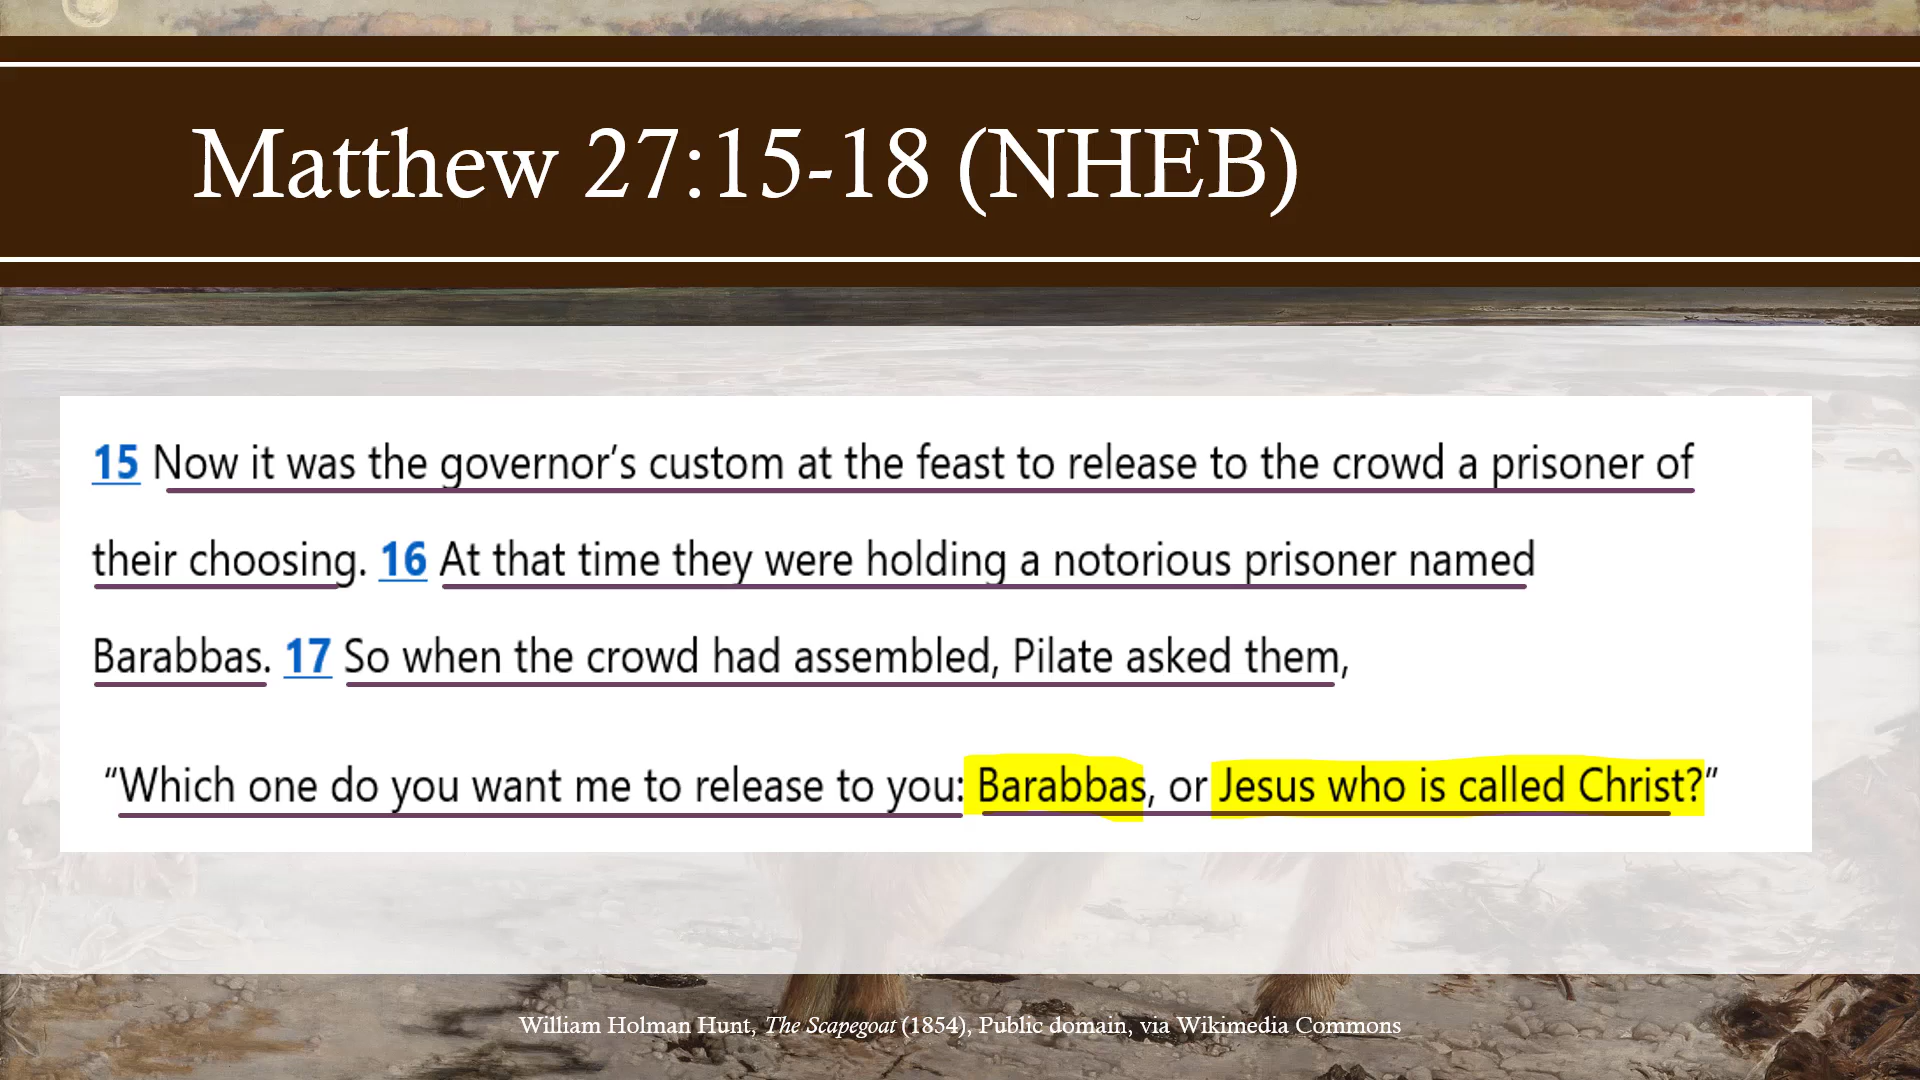 Matthew 27:15-18 (NHEB)
15 Now it was the governor’s custom at the feast to release to the crowd a prisoner of
their choosing. 16 At that time they were holding a notorious prisoner named
Barabbas. 17 So when the crowd had assembled, Pilate asked them,
“Which one do you want me to release to you: Barabbas, or Jesus who is called Christ?”
William Holman Hunt, The Scapegoat (1854), Public domain, via Wikimedia Commons